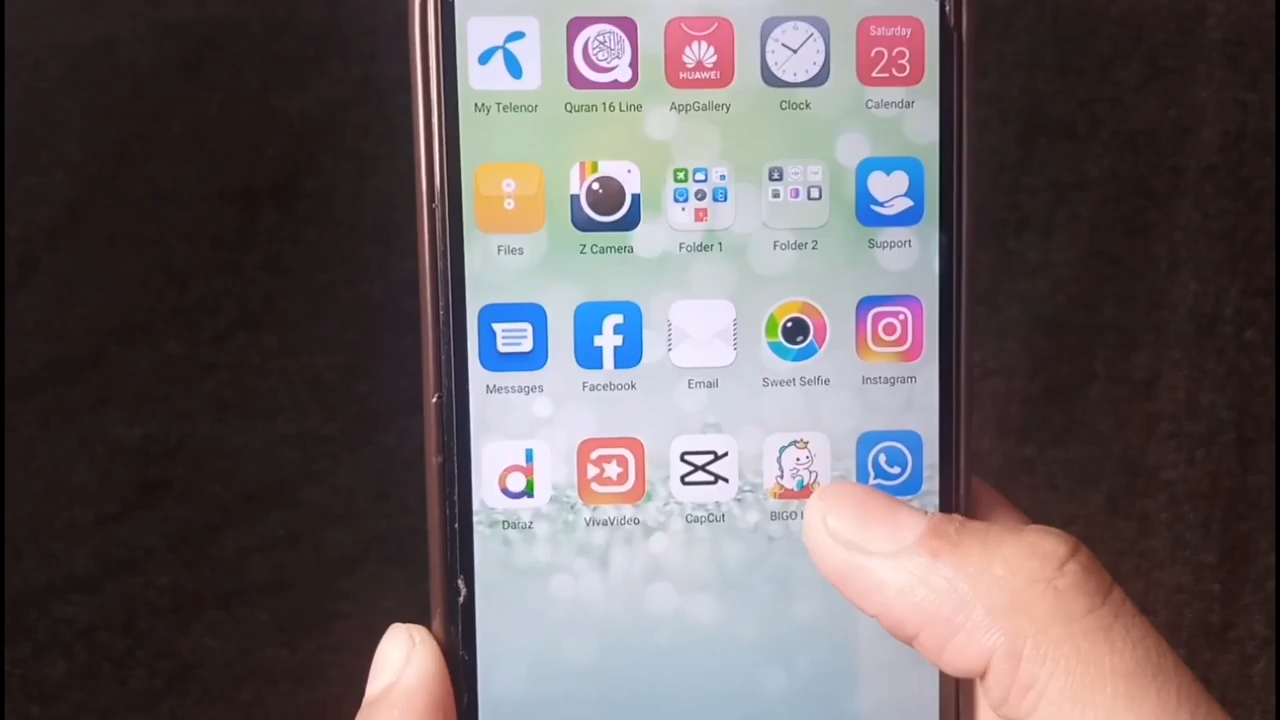 Saturday
23
HUAWEI
My Telenor Quran 16 Line AppGallery Clock Calendar
Files Z Camera Folder 1 Folder 2 Support
Messages Facebook Email Sweet Selfie Instagram
Daraz VivaVideo CapCut BIGO